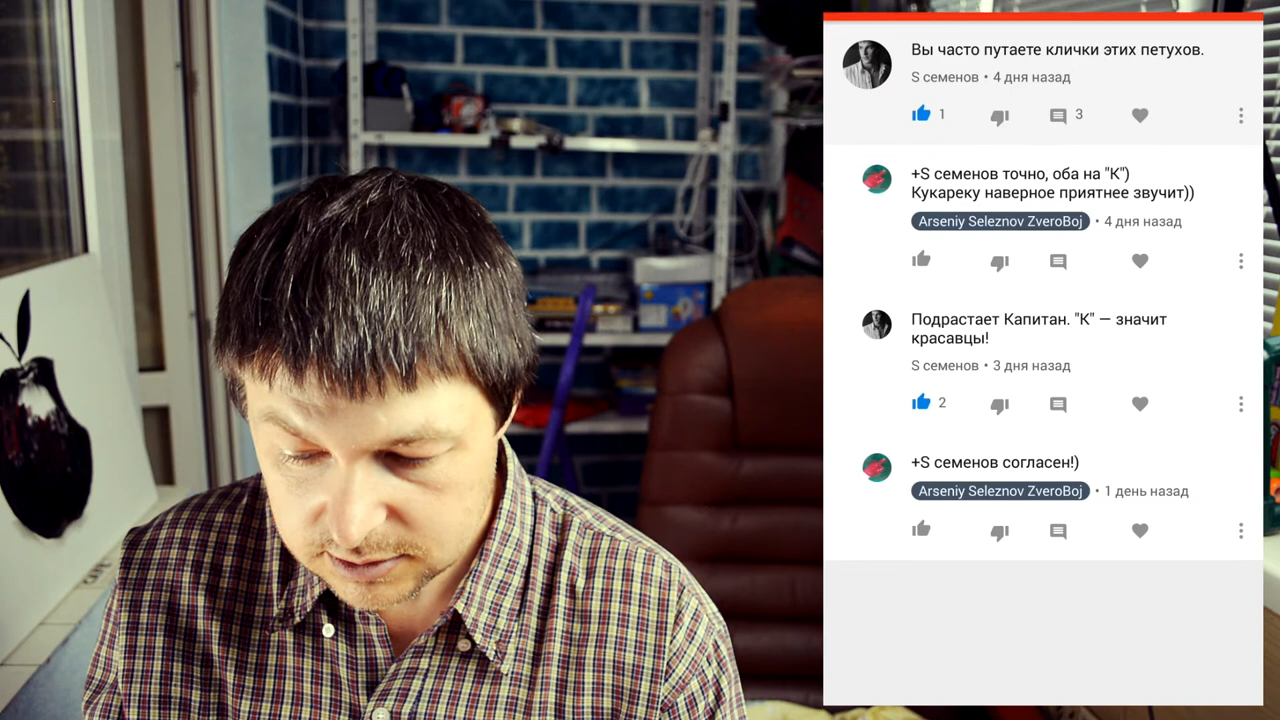 Вы часто путаете клички этих петухов.
S семенов • 4 дня назад
1
3
+S семенов точно, оба на "К")
Кукареку наверное приятнее звучит))
Arseniy Seleznov ZveroBoj • 4 дня назад
Подрастает Капитан. "К" — значит
красавцы!
S семенов • 3 дня назад
2
+S семенов согласен!)
Arseniy Seleznov ZveroBoj • 1 день назад